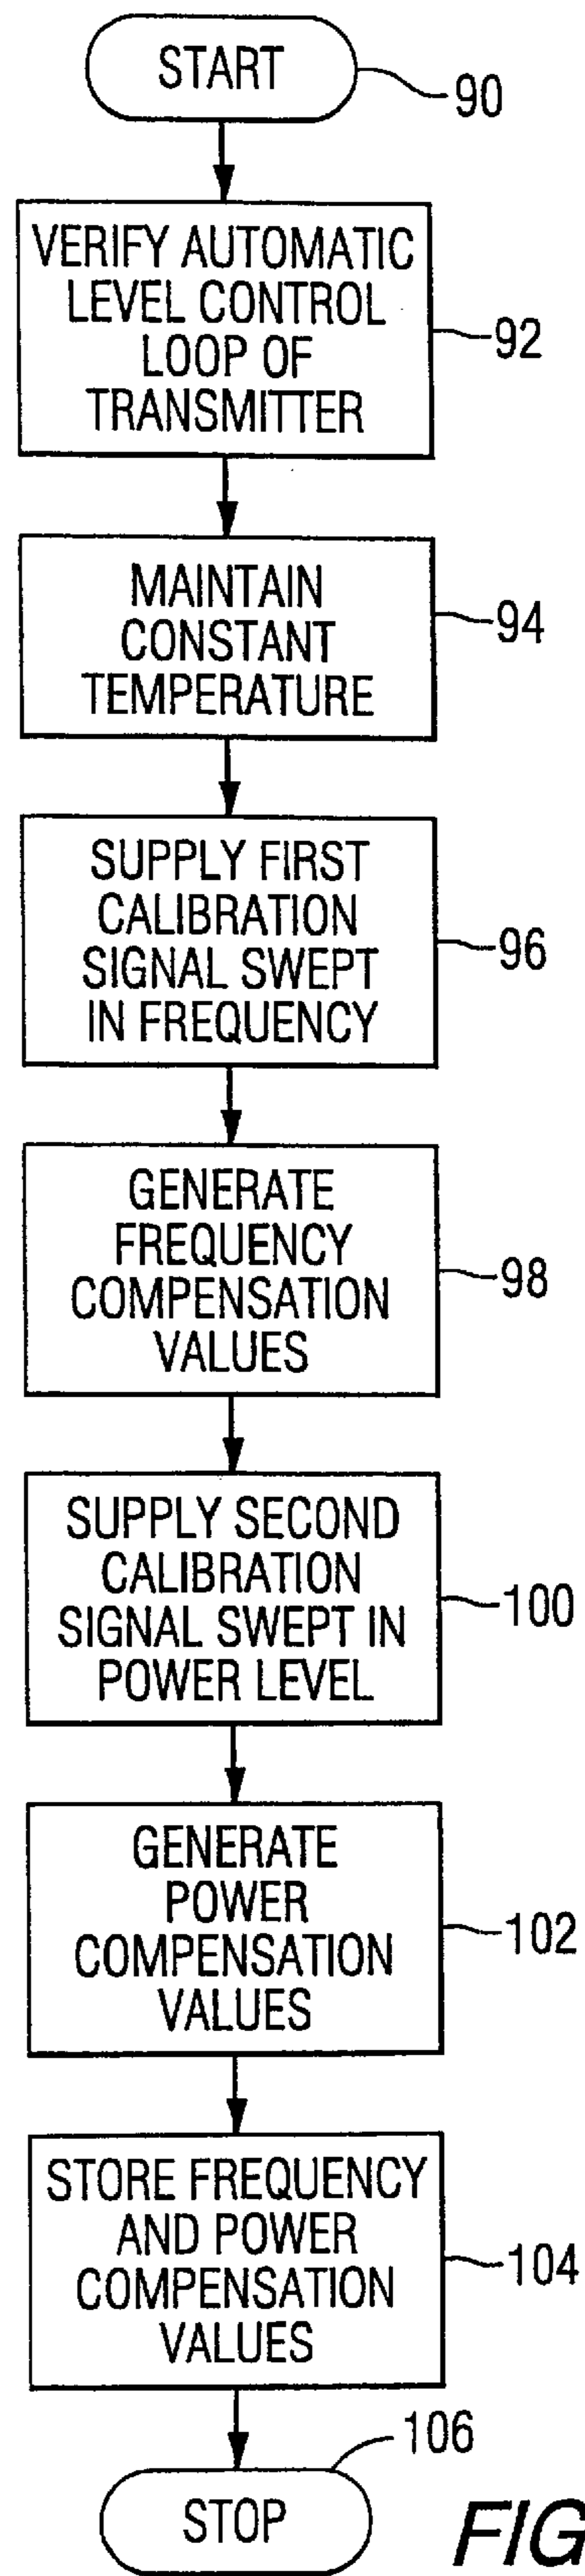 START
90
VERIFY AUTOMATIC
LEVEL CONTROL
LOOP OF
TRANSMITTER
92
MAINTAIN
CONSTANT
TEMPERATURE
94
SUPPLY FIRST
CALIBRATION
SIGNAL SWEPT
IN FREQUENCY
96
GENERATE
FREQUENCY
COMPENSATION
VALUES
98
SUPPLY SECOND
CALIBRATION
SIGNAL SWEPT IN
POWER LEVEL
100
GENERATE
POWER
COMPENSATION
VALUES
102
STORE FREQUENCY
AND POWER
COMPENSATION
VALUES
104
106
STOP
FIG